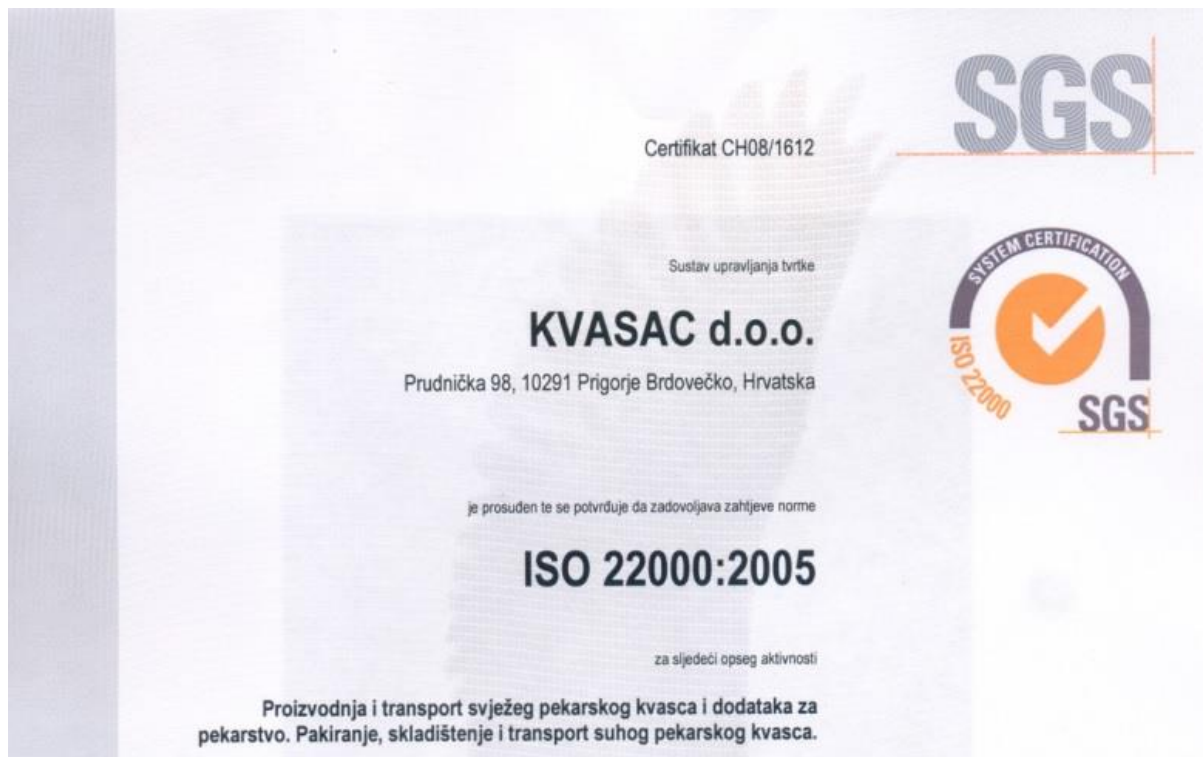 SGS
Certifikat CH08/1612
Sustav upravljanja tvrtke
KVASAC d.o.o.
Prudnička 98, 10291 Prigorje Brdovečko, Hrvatska
SYSTEM CERTIFICATION
ISO 22000
SGS
je prosuđen te se potvrđuje da zadovoljava zahtjeve norme
ISO 22000:2005
za sljedeći opseg aktivnosti
Proizvodnja i transport svježeg pekarskog kvasca i dodataka za
pekarstvo. Pakiranje, skladištenje i transport suhog pekarskog kvasca.